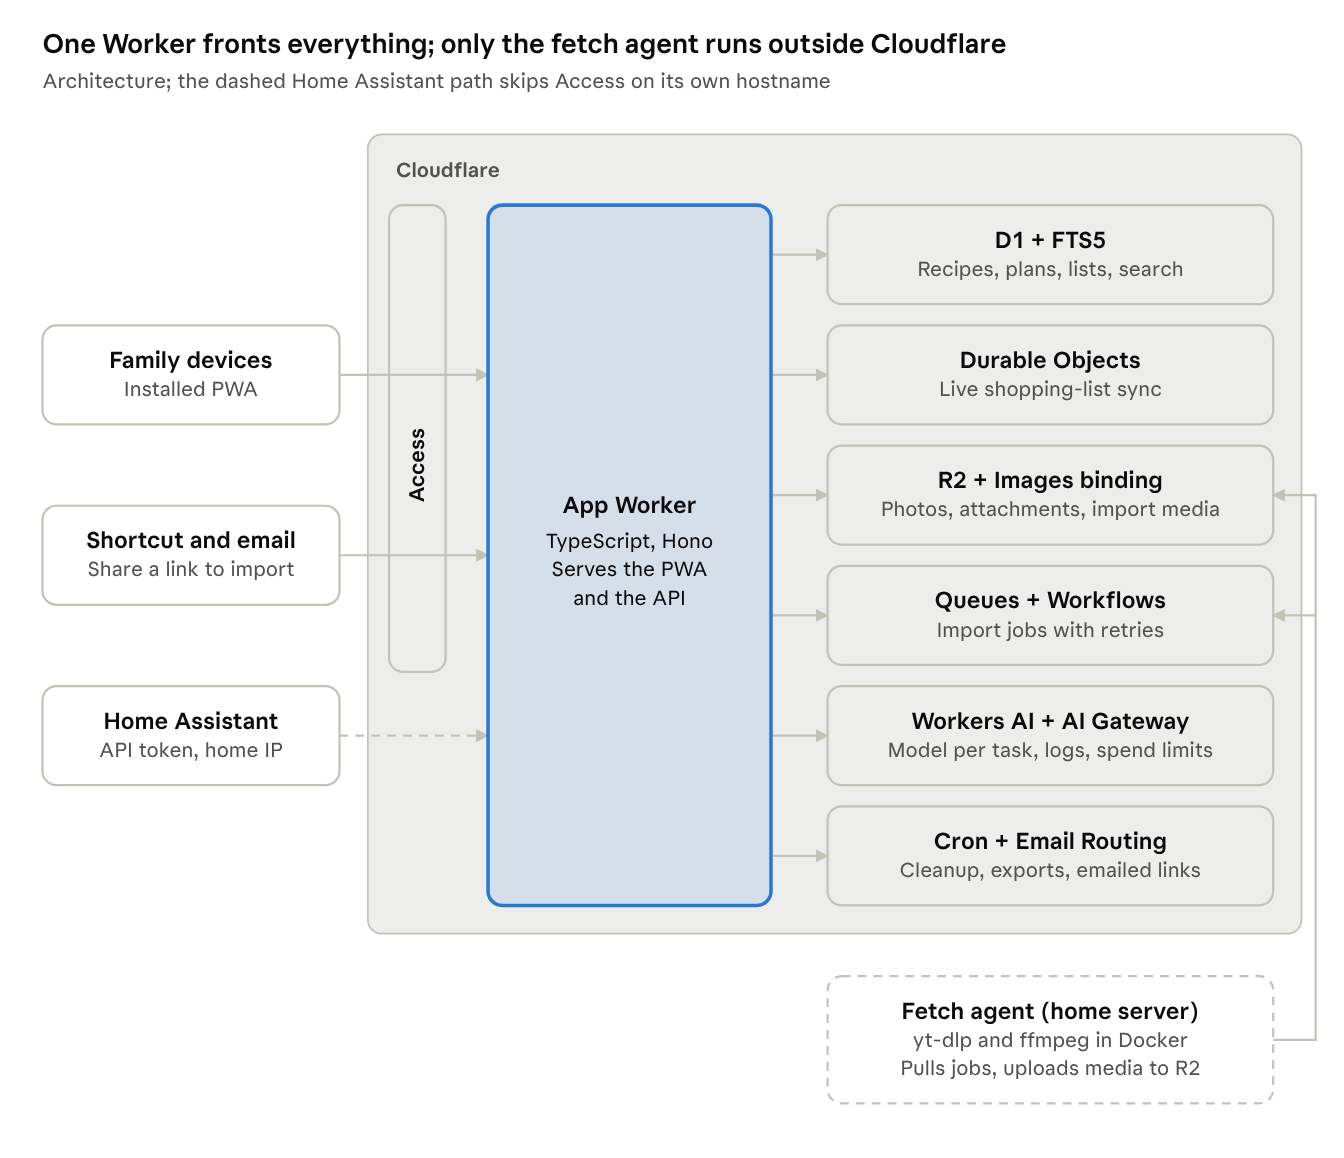 One Worker fronts everything; only the fetch agent runs outside Cloudflare
Architecture; the dashed Home Assistant path skips Access on its own hostname
Cloudflare
Family devices
Installed PWA
Shortcut and email
Share a link to import
Home Assistant
API token, home IP
Access
App Worker
TypeScript, Hono
Serves the PWA
and the API
D1 + FTS5
Recipes, plans, lists, search
Durable Objects
Live shopping-list sync
R2 + Images binding
Photos, attachments, import media
Queues + Workflows
Import jobs with retries
Workers AI + AI Gateway
Model per task, logs, spend limits
Cron + Email Routing
Cleanup, exports, emailed links
Fetch agent (home server)
yt-dlp and ffmpeg in Docker
Pulls jobs, uploads media to R2